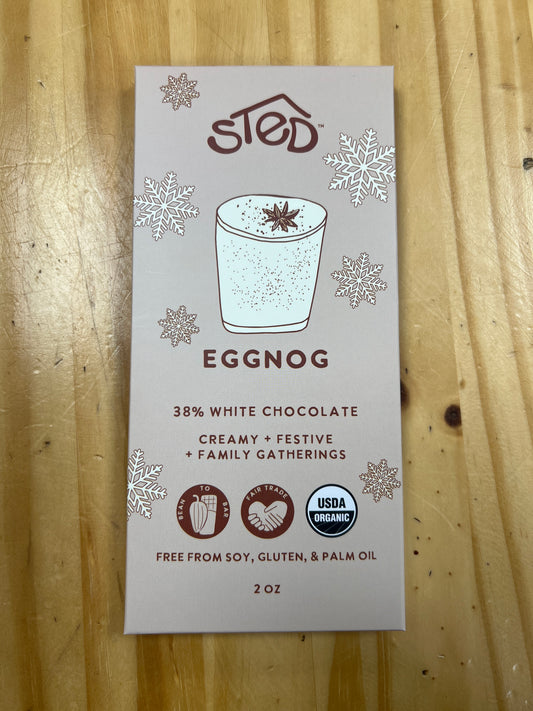 STED™
EGGNOG
38% WHITE CHOCOLATE
CREAMY + FESTIVE
+ FAMILY GATHERINGS
BEAN TO BAR
FAIR TRADE
USDA
ORGANIC
FREE FROM SOY, GLUTEN, & PALM OIL
2 OZ